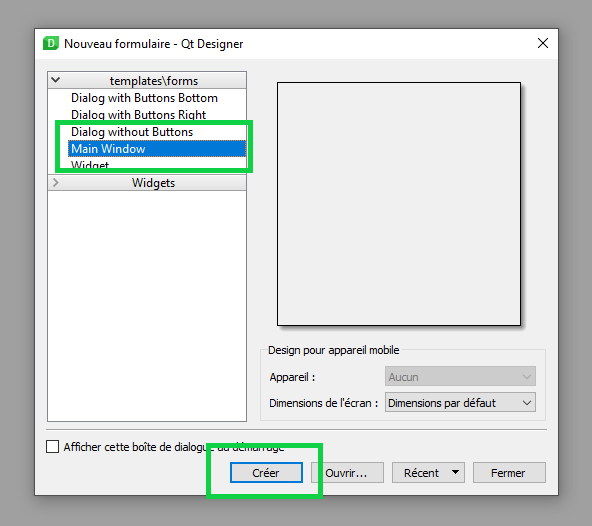 Nouveau formulaire - Qt Designer
templates\forms
Dialog with Buttons Bottom
Dialog with Buttons Right
Dialog without Buttons
Main Window
Widget
Widgets
Design pour appareil mobile
Appareil :
Aucun
Dimensions de l'écran :
Dimensions par défaut
Afficher cette boîte de dialogue au démarrage
Créer
Ouvrir...
Récent
Fermer